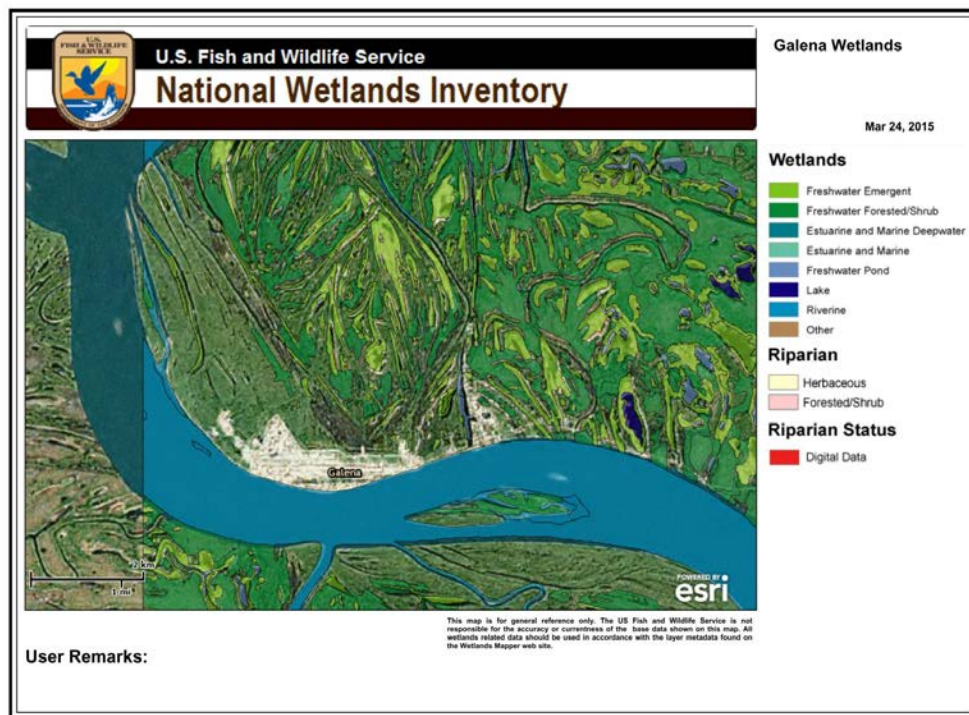 U.S.
FISH & WILDLIFE
SERVICE
U.S. Fish and Wildlife Service
National Wetlands Inventory
Galena Wetlands
Mar 24, 2015
Wetlands
Freshwater Emergent
Freshwater Forested/Shrub
Estuarine and Marine Deepwater
Estuarine and Marine
Freshwater Pond
Lake
Riverine
Other
Riparian
Herbaceous
Forested/Shrub
Riparian Status
Digital Data
Galena
2 km
1 mi
POWERED BY
esri
This map is for general reference only. The US Fish and Wildlife Service is not
responsible for the accuracy or currentness of the base data shown on this map. All
wetlands related data should be used in accordance with the layer metadata found on
the Wetlands Mapper web site.
User Remarks: